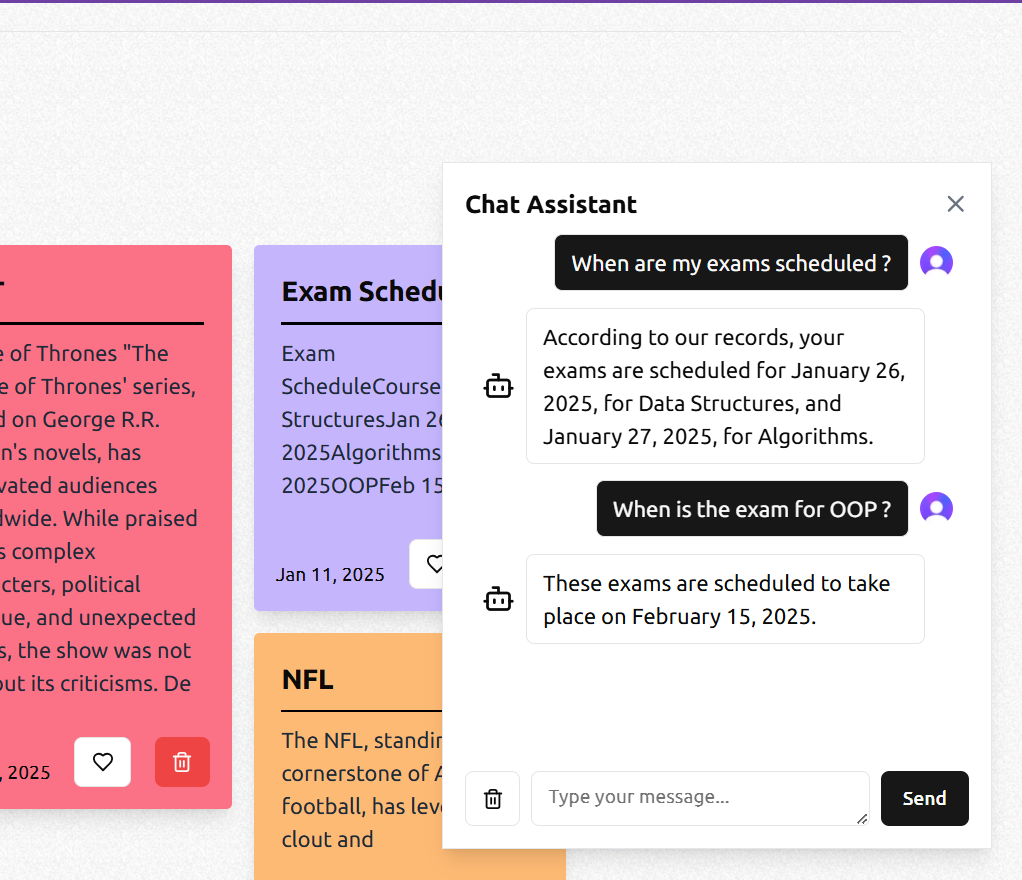 e of Thrones "The
e of Thrones' series,
d on George R.R.
n's novels, has
vated audiences
dwide. While praised
s complex
cters, political
ue, and unexpected
s, the show was not
out its criticisms. De
, 2025
Exam Schedu
Exam
ScheduleCourse
StructuresJan 26
2025Algorithms
2025OOPFeb 15
Jan 11, 2025
NFL
The NFL, standin
cornerstone of A
football, has leve
clout and
Chat Assistant
When are my exams scheduled ?
According to our records, your
exams are scheduled for January 26,
2025, for Data Structures, and
January 27, 2025, for Algorithms.
When is the exam for OOP ?
These exams are scheduled to take
place on February 15, 2025.
Type your message...
Send